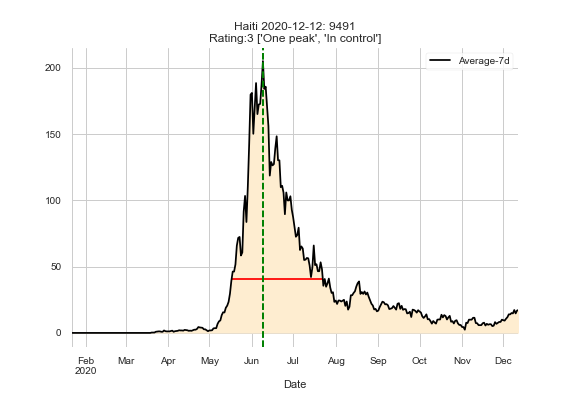 Haiti 2020-12-12: 9491
Rating:3 ['One peak', 'In control']
Average-7d
200
150
100
50
0
Feb Mar Apr May Jun Jul Aug Sep Oct Nov Dec
2020
Date